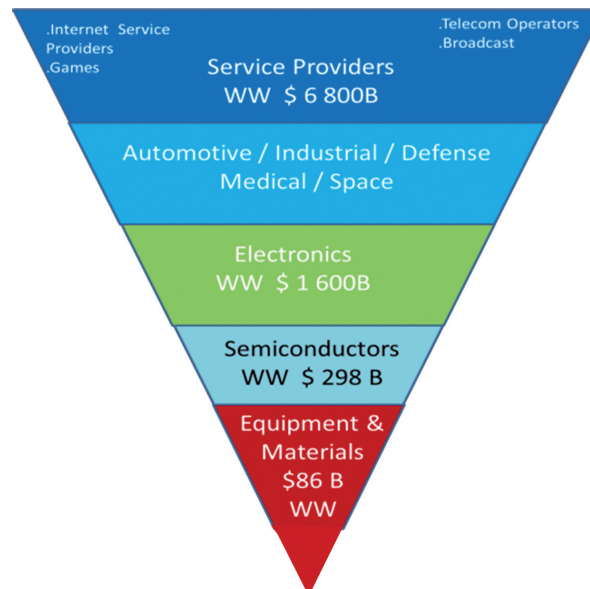 .Internet Service
Providers
.Games
.Telecom Operators
.Broadcast
Service Providers
WW $ 6 800B
Automotive / Industrial / Defense
Medical / Space
Electronics
WW $ 1 600B
Semiconductors
WW $ 298 B
Equipment &
Materials
$86 B
WW